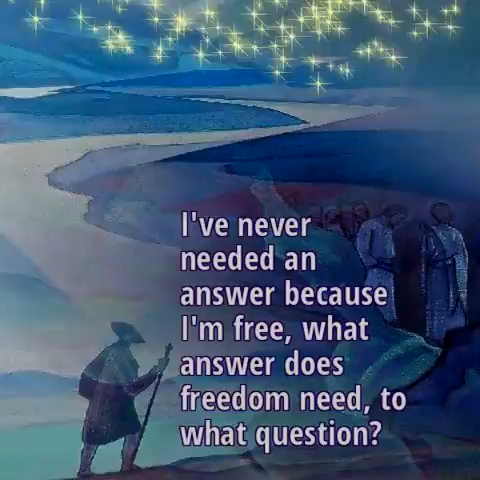 I've never
needed an
answer because
I'm free, what
answer does
freedom need, to
what question?